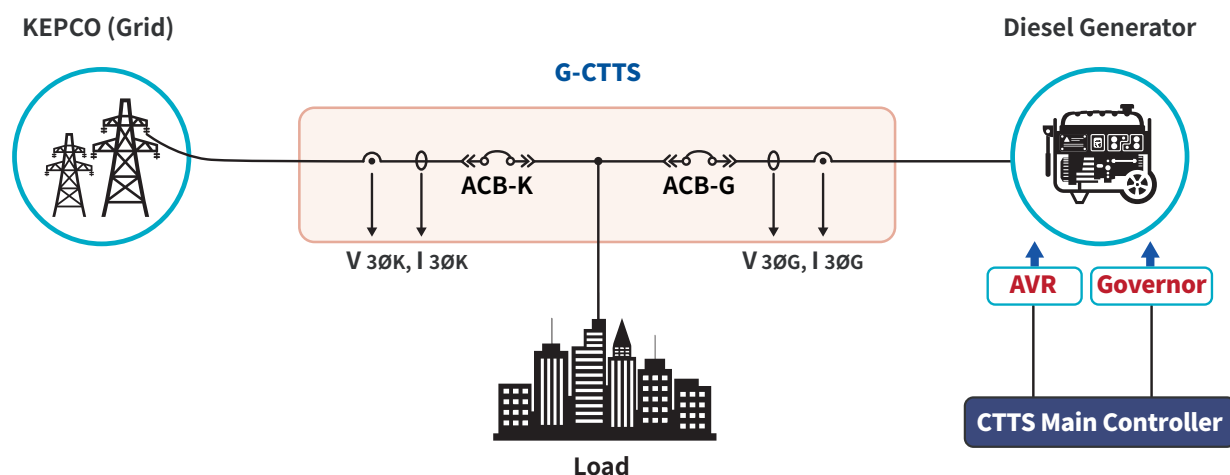 KEPCO (Grid)
Diesel Generator
G-CTTS
ACB-K
ACB-G
V 3ØK, I 3ØK
V 3ØG, I 3ØG
AVR
Governor
CTTS Main Controller
Load